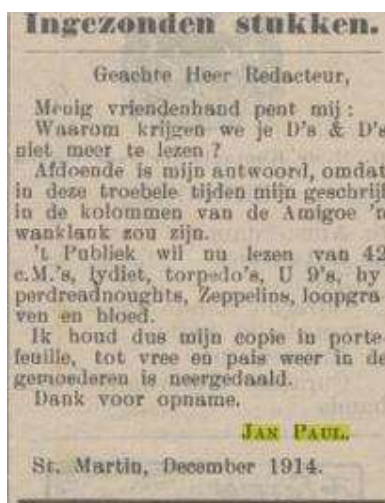 Ingezonden stukken.
Geachte Heer Redacteur,
Menig vriendenhand pent mij:
Waarom krijgen we je D's & D's
niet meer te lezen?
Afdoende is mijn antwoord, omdat
in deze troebele tijden mijn geschrijf
in de kolommen van de Amigoe 'n
wanklank zou zijn.
't Publiek wil nu lezen van 42
c.M.'s, lydiet, torpedo's, U 9's, hy
perdreadnoughts, Zeppelins, loopgra
ven en bloed.
Ik houd dus mijn copie in porte-
feuille, tot vree en pais weer in de
gemoederen is neergedaald.
Dank voor opname.
JAN PAUL.
St. Martin, December 1914.